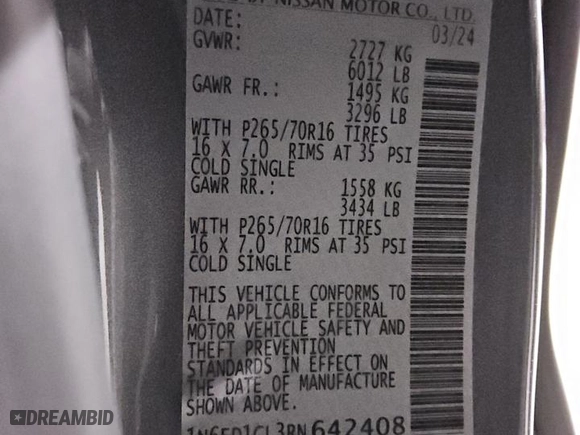 NISSAN MOTOR CO., LTD.
DATE: 03/24
GVWR: 2727 KG
6012 LB
GAWR FR.: 1495 KG
3296 LB
WITH P265/70R16 TIRES
16 X 7.0 RIMS AT 35 PSI
COLD SINGLE
GAWR RR.: 1558 KG
3434 LB
WITH P265/70R16 TIRES
16 X 7.0 RIMS AT 35 PSI
COLD SINGLE
THIS VEHICLE CONFORMS TO
ALL APPLICABLE FEDERAL
MOTOR VEHICLE SAFETY AND
THEFT PREVENTION
STANDARDS IN EFFECT ON
THE DATE OF MANUFACTURE
SHOWN ABOVE.
1N6ED1CL3RN642408
DREAMBID